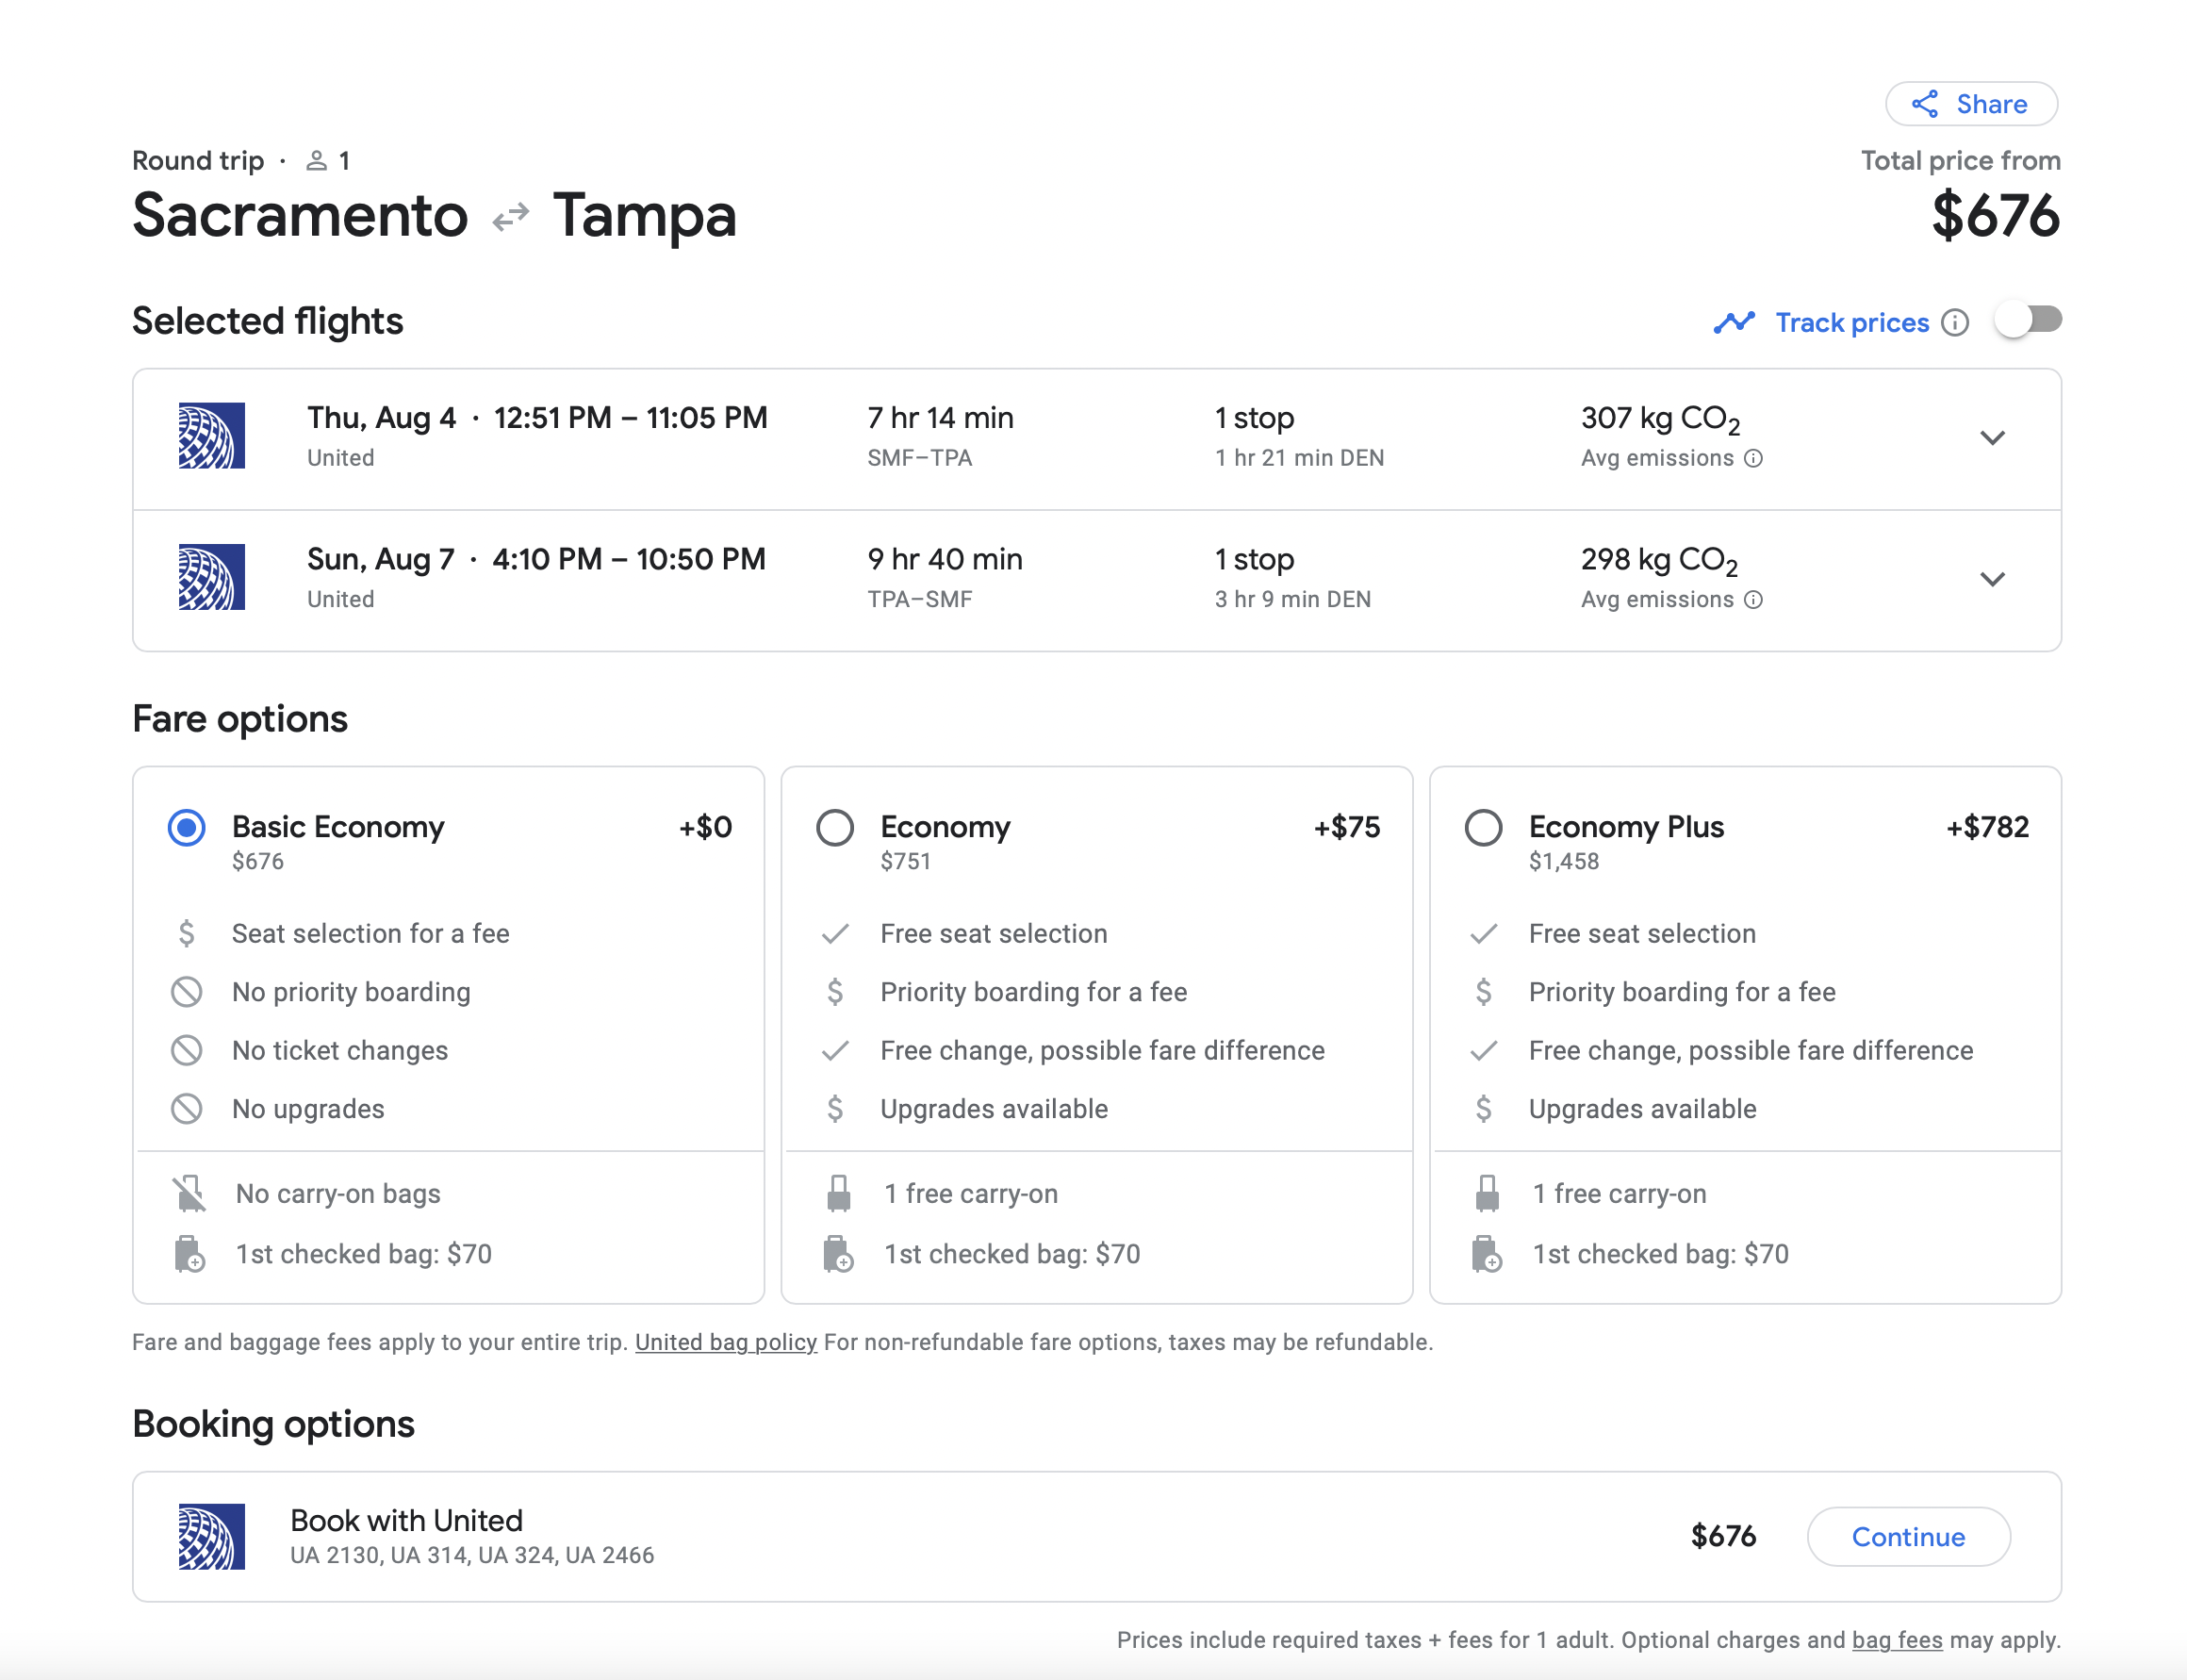 Share
Round trip · 1
Total price from
Sacramento Tampa
$676
Selected flights
Track prices
Thu, Aug 4 · 12:51 PM – 11:05 PM
7 hr 14 min
1 stop
307 kg CO2
United
SMF–TPA
1 hr 21 min DEN
Avg emissions
Sun, Aug 7 · 4:10 PM – 10:50 PM
9 hr 40 min
1 stop
298 kg CO2
United
TPA–SMF
3 hr 9 min DEN
Avg emissions
Fare options
Basic Economy +$0
$676
$ Seat selection for a fee
No priority boarding
No ticket changes
No upgrades
No carry-on bags
1st checked bag: $70
Economy +$75
$751
Free seat selection
$ Priority boarding for a fee
Free change, possible fare difference
$ Upgrades available
1 free carry-on
1st checked bag: $70
Economy Plus +$782
$1,458
Free seat selection
$ Priority boarding for a fee
Free change, possible fare difference
$ Upgrades available
1 free carry-on
1st checked bag: $70
Fare and baggage fees apply to your entire trip. United bag policy For non-refundable fare options, taxes may be refundable.
Booking options
Book with United
UA 2130, UA 314, UA 324, UA 2466
$676
Continue
Prices include required taxes + fees for 1 adult. Optional charges and bag fees may apply.